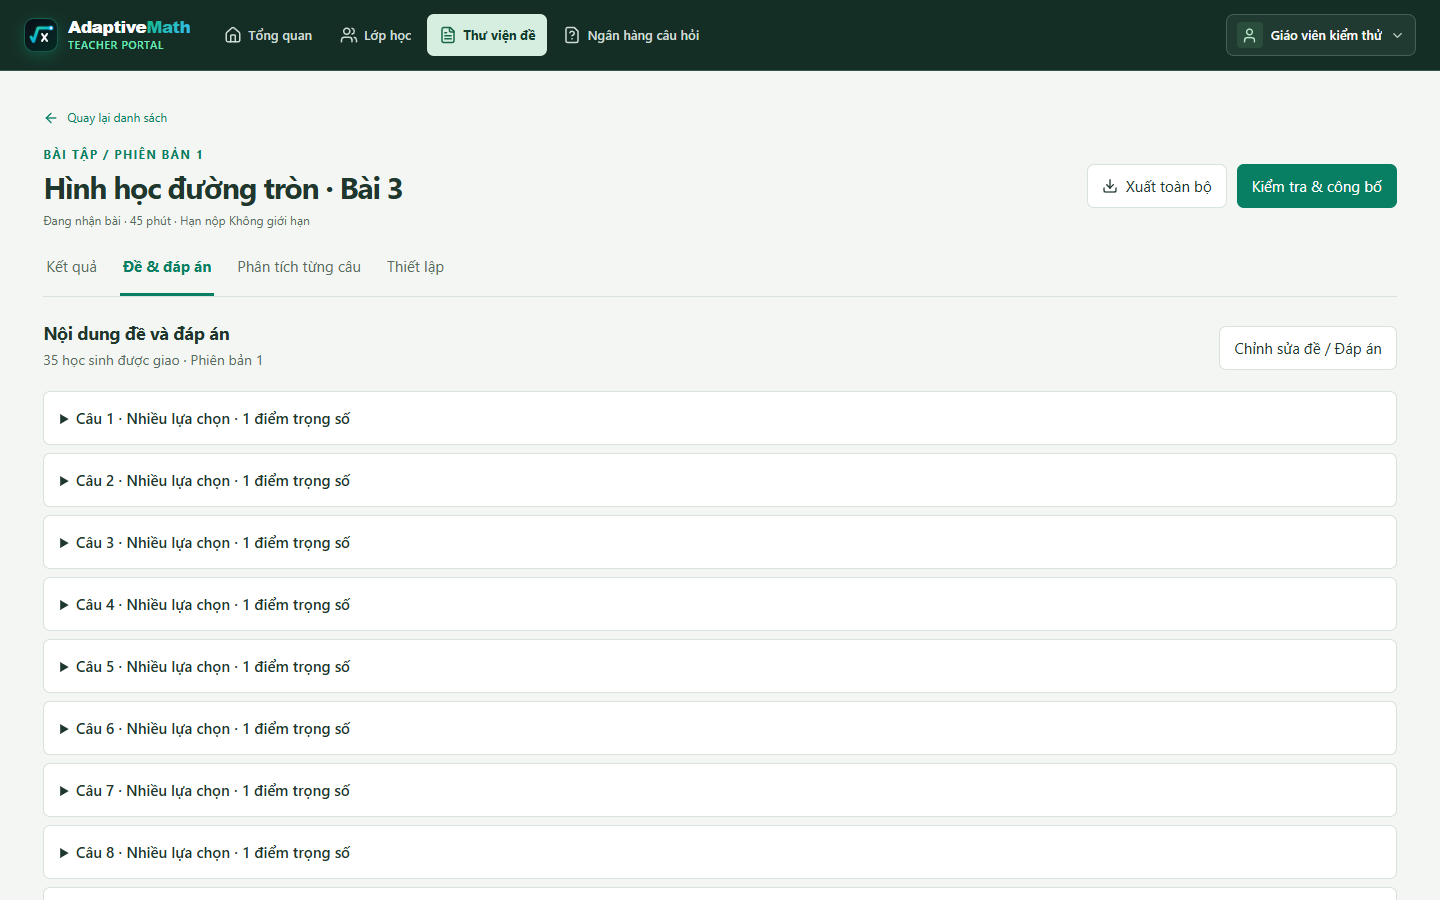 AdaptiveMath
TEACHER PORTAL
Tổng quan
Lớp học
Thư viện đề
Ngân hàng câu hỏi
Giáo viên kiểm thử
Quay lại danh sách
BÀI TẬP / PHIÊN BẢN 1
Hình học đường tròn · Bài 3
Đang nhận bài · 45 phút · Hạn nộp Không giới hạn
Xuất toàn bộ
Kiểm tra & công bố
Kết quả
Đề & đáp án
Phân tích từng câu
Thiết lập
Nội dung đề và đáp án
35 học sinh được giao · Phiên bản 1
Chỉnh sửa đề / Đáp án
Câu 1 · Nhiều lựa chọn · 1 điểm trọng số
Câu 2 · Nhiều lựa chọn · 1 điểm trọng số
Câu 3 · Nhiều lựa chọn · 1 điểm trọng số
Câu 4 · Nhiều lựa chọn · 1 điểm trọng số
Câu 5 · Nhiều lựa chọn · 1 điểm trọng số
Câu 6 · Nhiều lựa chọn · 1 điểm trọng số
Câu 7 · Nhiều lựa chọn · 1 điểm trọng số
Câu 8 · Nhiều lựa chọn · 1 điểm trọng số